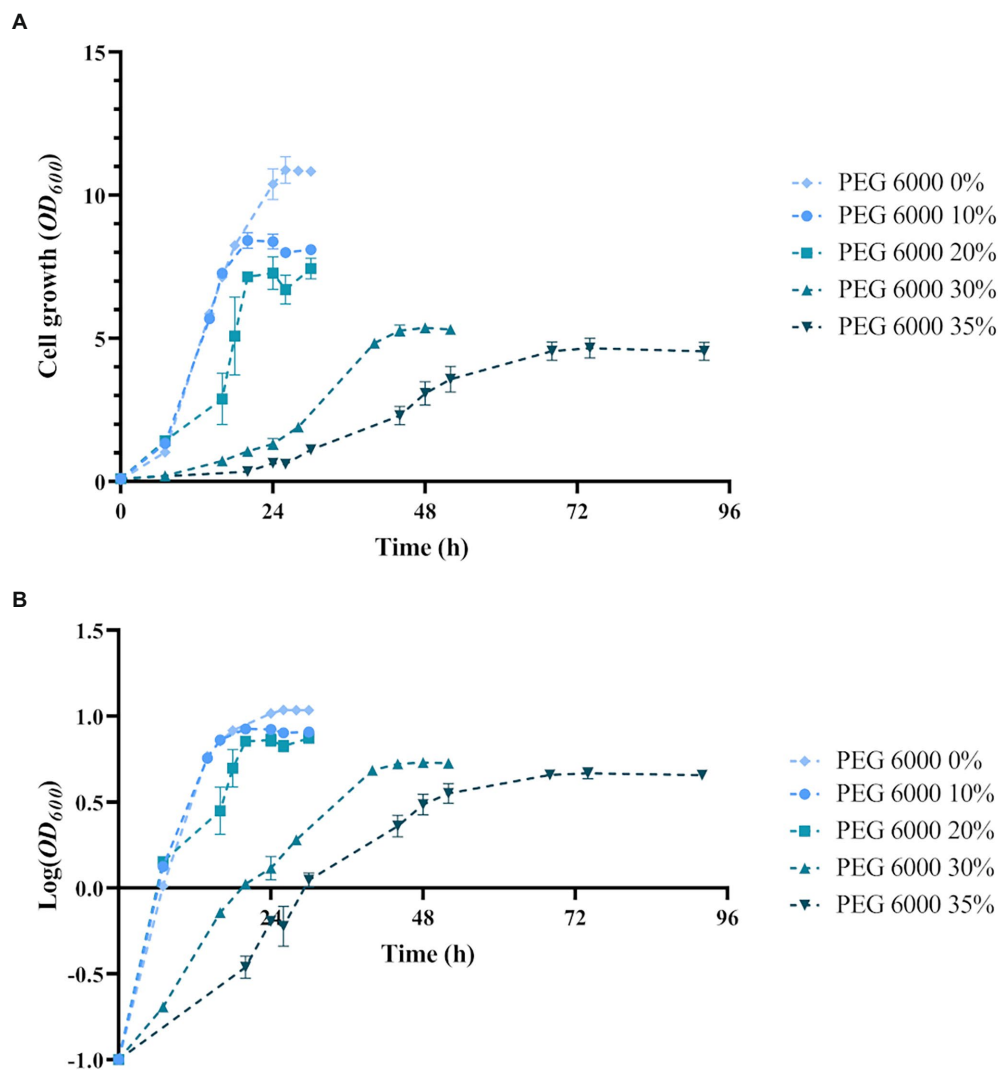 A
15
10
5
0
Cell growth (OD600)
0 24 48 72 96
Time (h)
PEG 6000 0%
PEG 6000 10%
PEG 6000 20%
PEG 6000 30%
PEG 6000 35%
B
1.5
1.0
0.5
0.0
-0.5
-1.0
Log(OD600)
24 48 72 96
Time (h)
PEG 6000 0%
PEG 6000 10%
PEG 6000 20%
PEG 6000 30%
PEG 6000 35%